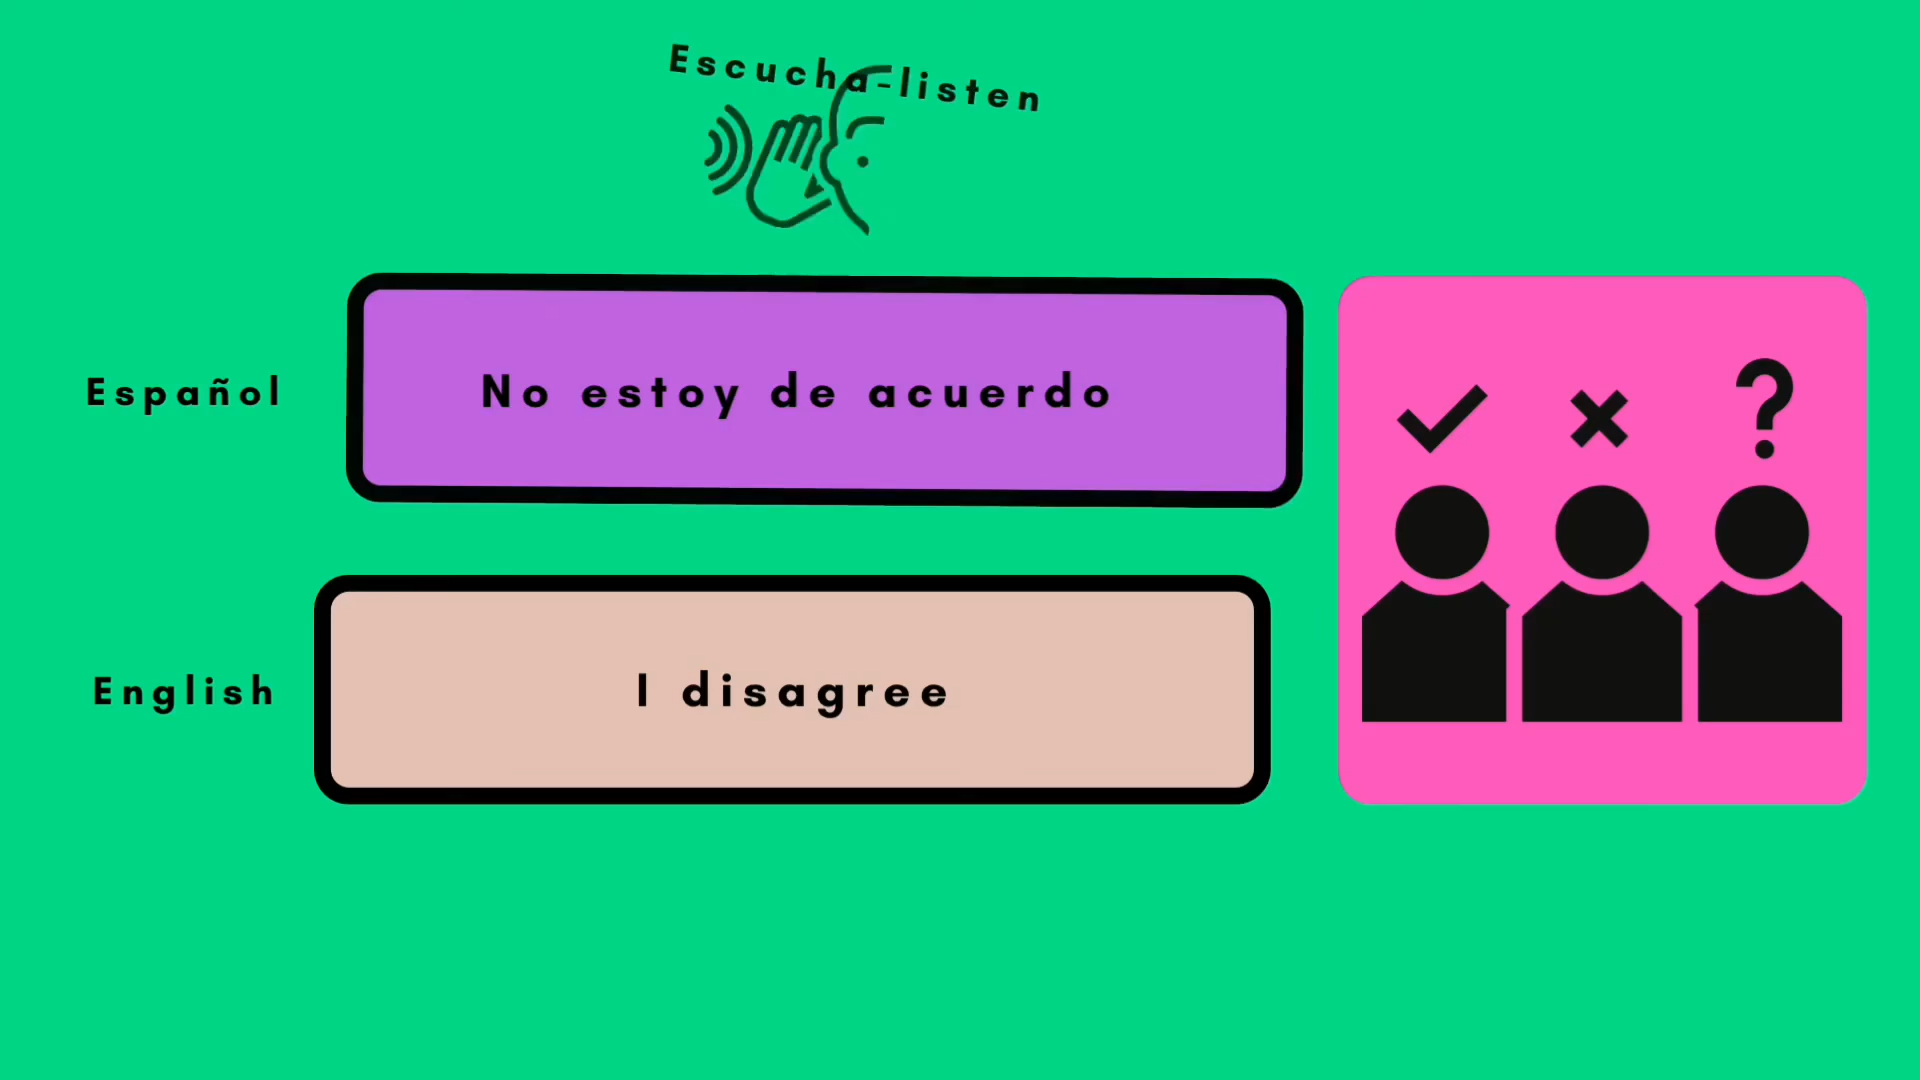 Escucha-listen
Español
No estoy de acuerdo
English
I disagree